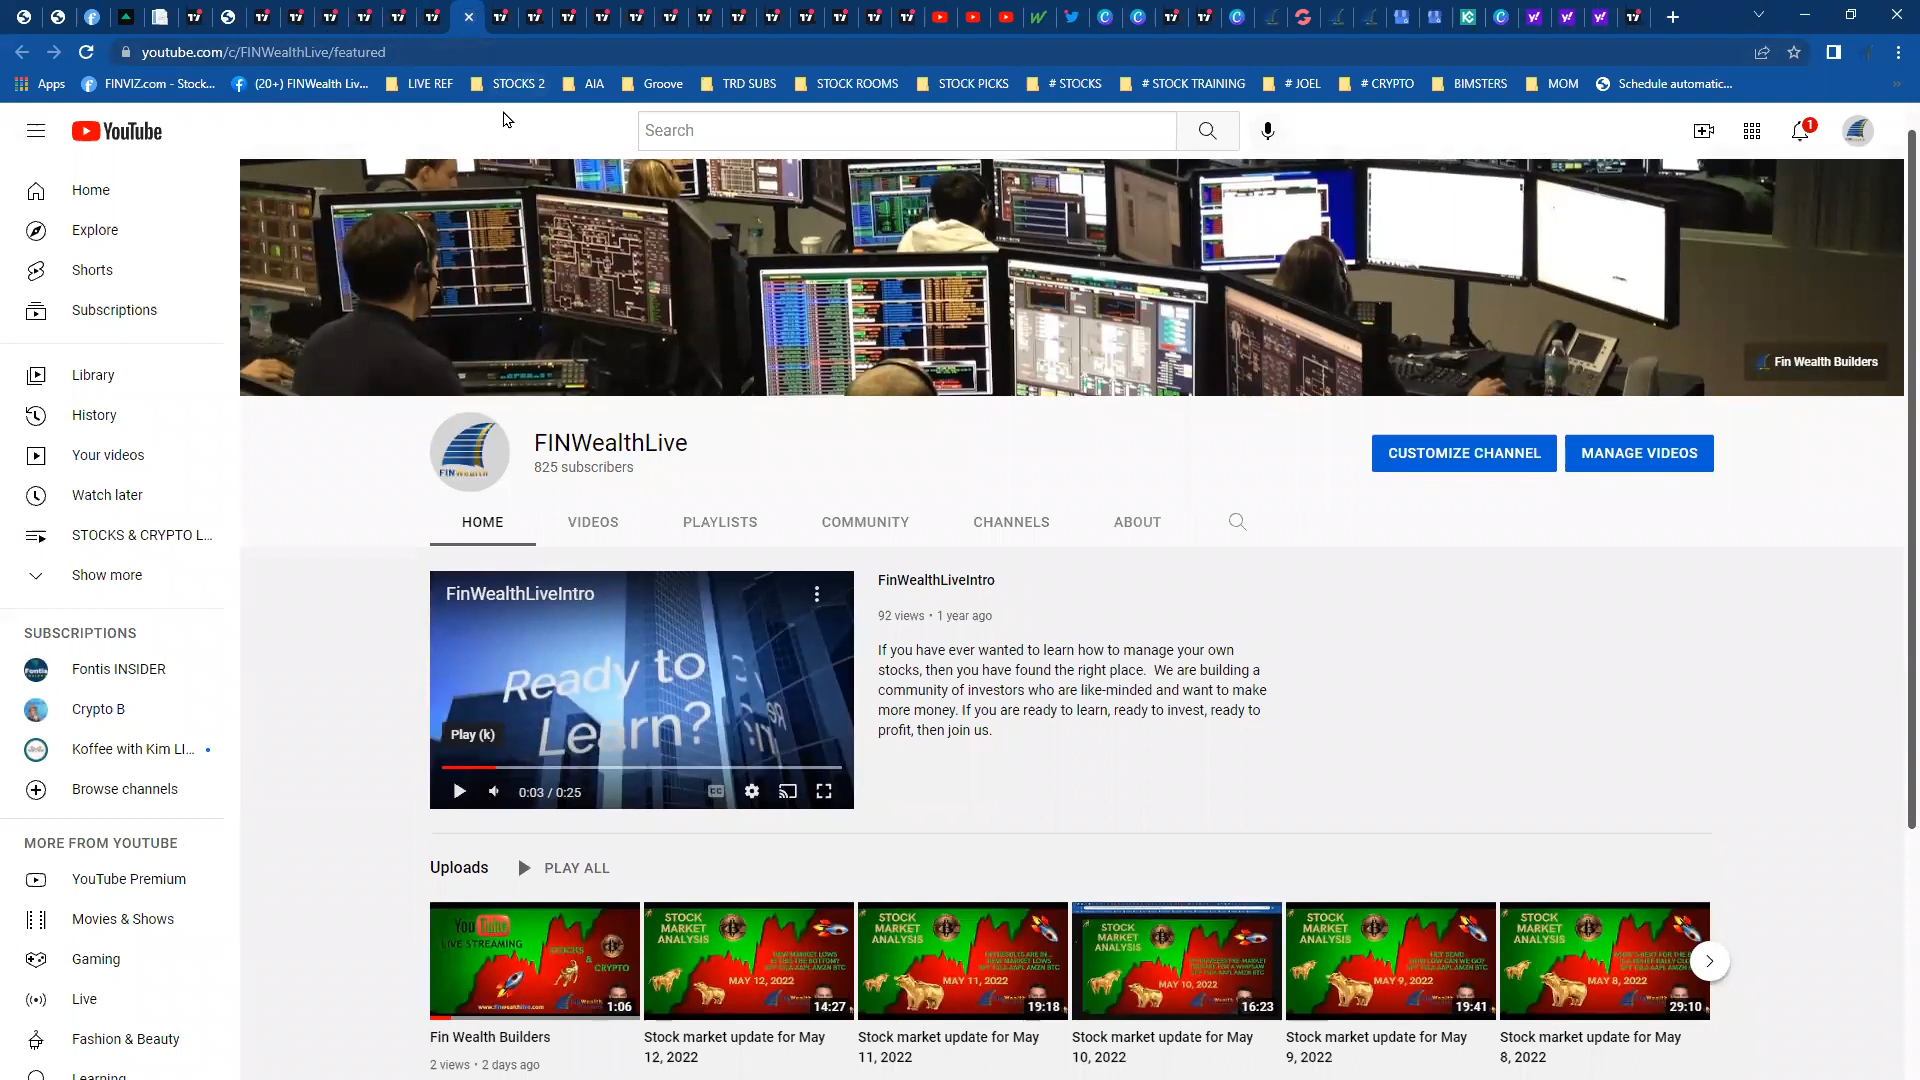 youtube.com/c/FINWealthLive/featured
Apps
FINVIZ.com - Stock...
(20+) FINWealth Liv...
LIVE REF
STOCKS 2
AIA
Groove
TRD SUBS
STOCK ROOMS
STOCK PICKS
# STOCKS
# STOCK TRAINING
# JOEL
# CRYPTO
BIMSTERS
MOM
Schedule automatic...
YouTube
Search
1
Home
Explore
Shorts
Subscriptions
Library
History
Your videos
Watch later
STOCKS & CRYPTO L...
Show more
SUBSCRIPTIONS
Fontis INSIDER
Crypto B
Koffee with Kim LI...
Browse channels
MORE FROM YOUTUBE
YouTube Premium
Movies & Shows
Gaming
Live
Fashion & Beauty
Learning
Fin Wealth Builders
FINWealthLive
825 subscribers
CUSTOMIZE CHANNEL
MANAGE VIDEOS
HOME
VIDEOS
PLAYLISTS
COMMUNITY
CHANNELS
ABOUT
FinWealthLiveIntro
Ready to
Learn?
Play (k)
0:03 / 0:25
FinWealthLiveIntro
92 views • 1 year ago
If you have ever wanted to learn how to manage your own
stocks, then you have found the right place. We are building a
community of investors who are like-minded and want to make
more money. If you are ready to learn, ready to invest, ready to
profit, then join us.
Uploads
PLAY ALL
YouTube
LIVE STREAMING
STOCKS
&
CRYPTO
www.finwealthlive.com
1:06
Fin Wealth Builders
2 views • 2 days ago
STOCK
MARKET
ANALYSIS
MAY 12, 2022
14:27
Stock market update for May
12, 2022
STOCK
MARKET
ANALYSIS
MAY 11, 2022
19:18
Stock market update for May
11, 2022
STOCK
MARKET
ANALYSIS
MAY 10, 2022
16:23
Stock market update for May
10, 2022
STOCK
MARKET
ANALYSIS
MAY 9, 2022
19:41
Stock market update for May
9, 2022
STOCK
MARKET
ANALYSIS
MAY 8, 2022
29:10
Stock market update for May
8, 2022